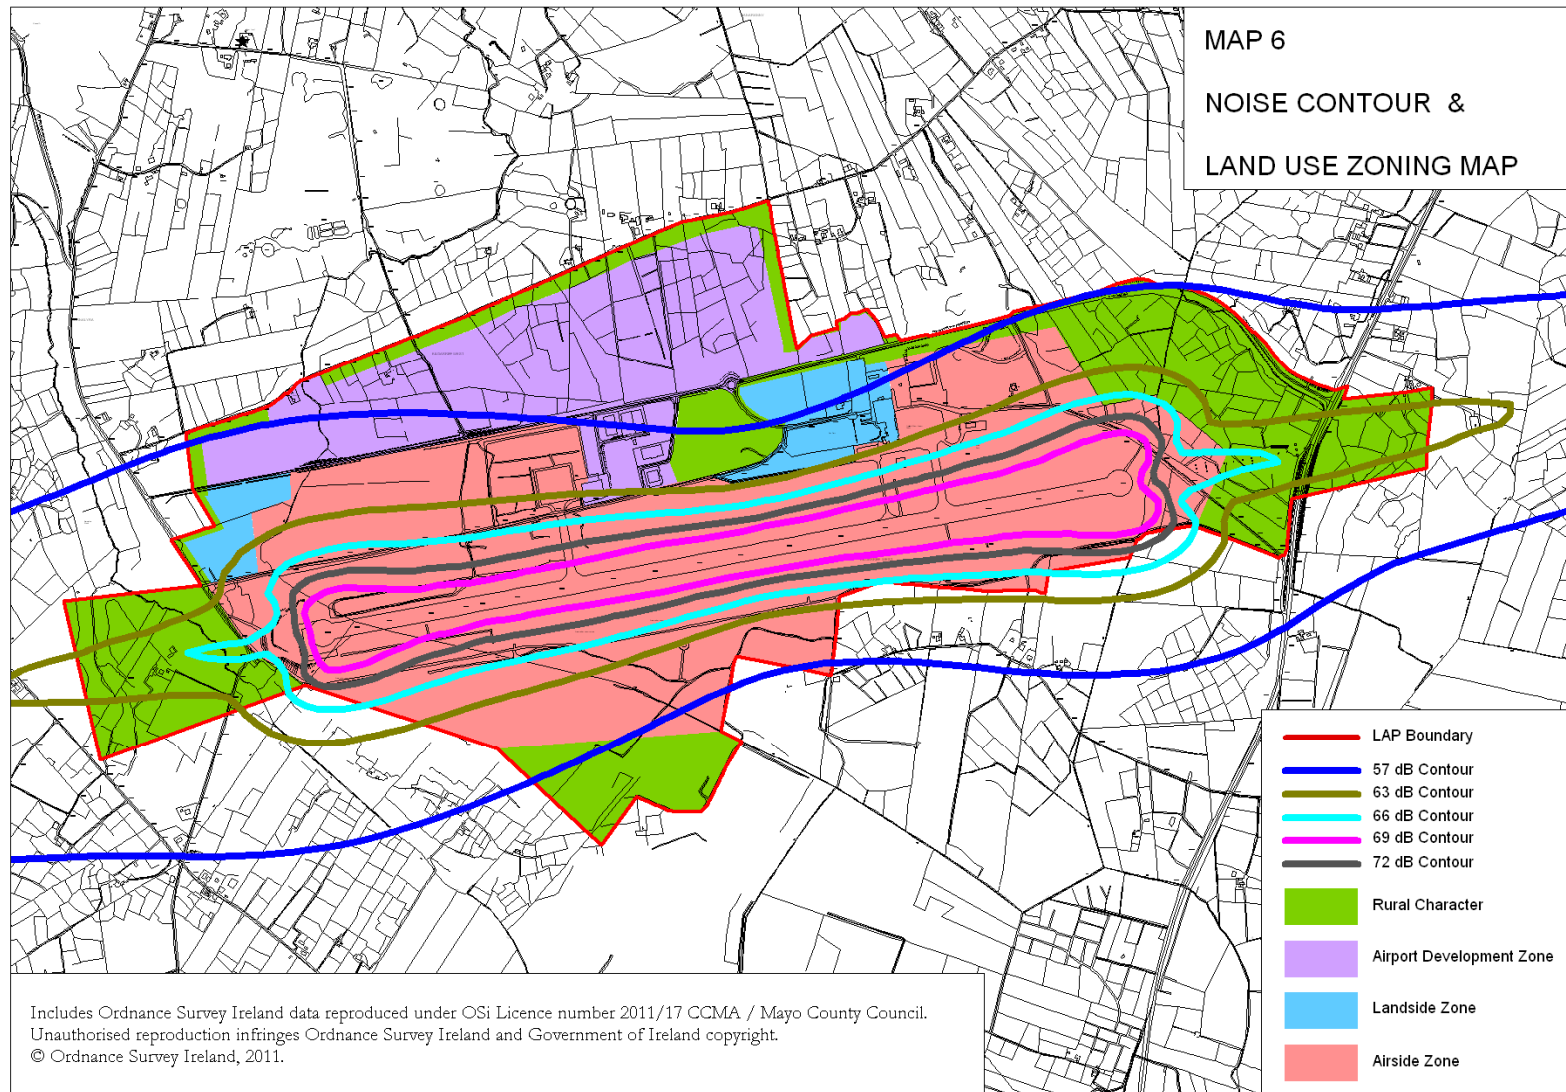 MAP 6
NOISE CONTOUR &
LAND USE ZONING MAP
LAP Boundary
57 dB Contour
63 dB Contour
66 dB Contour
69 dB Contour
72 dB Contour
Rural Character
Airport Development Zone
Landside Zone
Airside Zone
Includes Ordnance Survey Ireland data reproduced under OSi Licence number 2011/17 CCMA / Mayo County Council.
Unauthorised reproduction infringes Ordnance Survey Ireland and Government of Ireland copyright.
© Ordnance Survey Ireland, 2011.